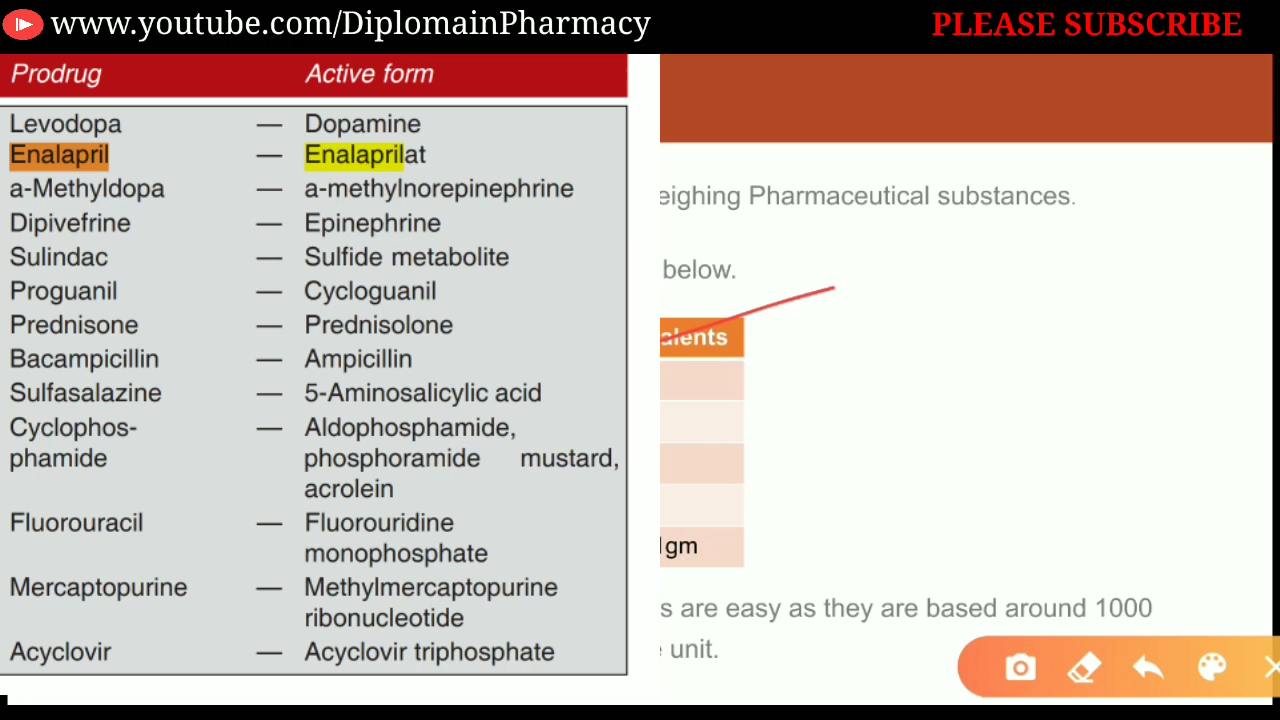 www.youtube.com/DiplomainPharmacy
PLEASE SUBSCRIBE
Prodrug Active form
Levodopa — Dopamine
Enalapril — Enalaprilat
a-Methyldopa — a-methylnorepinephrine
Dipivefrine — Epinephrine
Sulindac — Sulfide metabolite
Proguanil — Cycloguanil
Prednisone — Prednisolone
Bacampicillin — Ampicillin
Sulfasalazine — 5-Aminosalicylic acid
Cyclophos- — Aldophosphamide,
phamide phosphoramide mustard,
acrolein
Fluorouracil — Fluorouridine
monophosphate
Mercaptopurine — Methylmercaptopurine
ribonucleotide
Acyclovir — Acyclovir triphosphate
eighing Pharmaceutical substances.
below.
alents
gm
s are easy as they are based around 1000
unit.